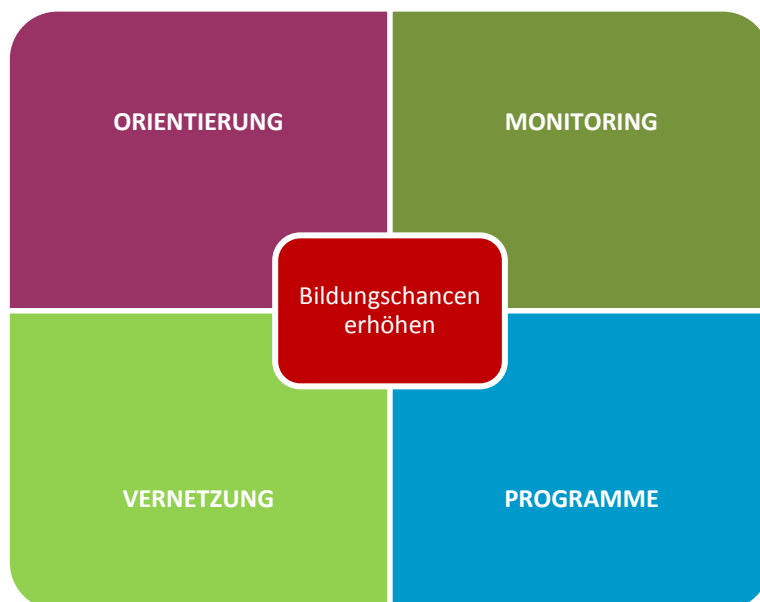 ORIENTIERUNG
MONITORING
Bildungschancen
erhöhen
VERNETZUNG
PROGRAMME